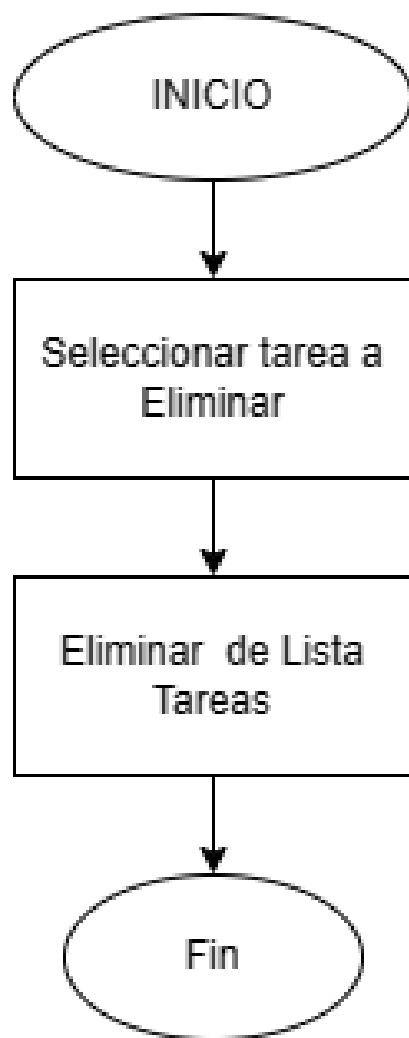 INICIO
Seleccionar tarea a
Eliminar
Eliminar de Lista
Tareas
Fin